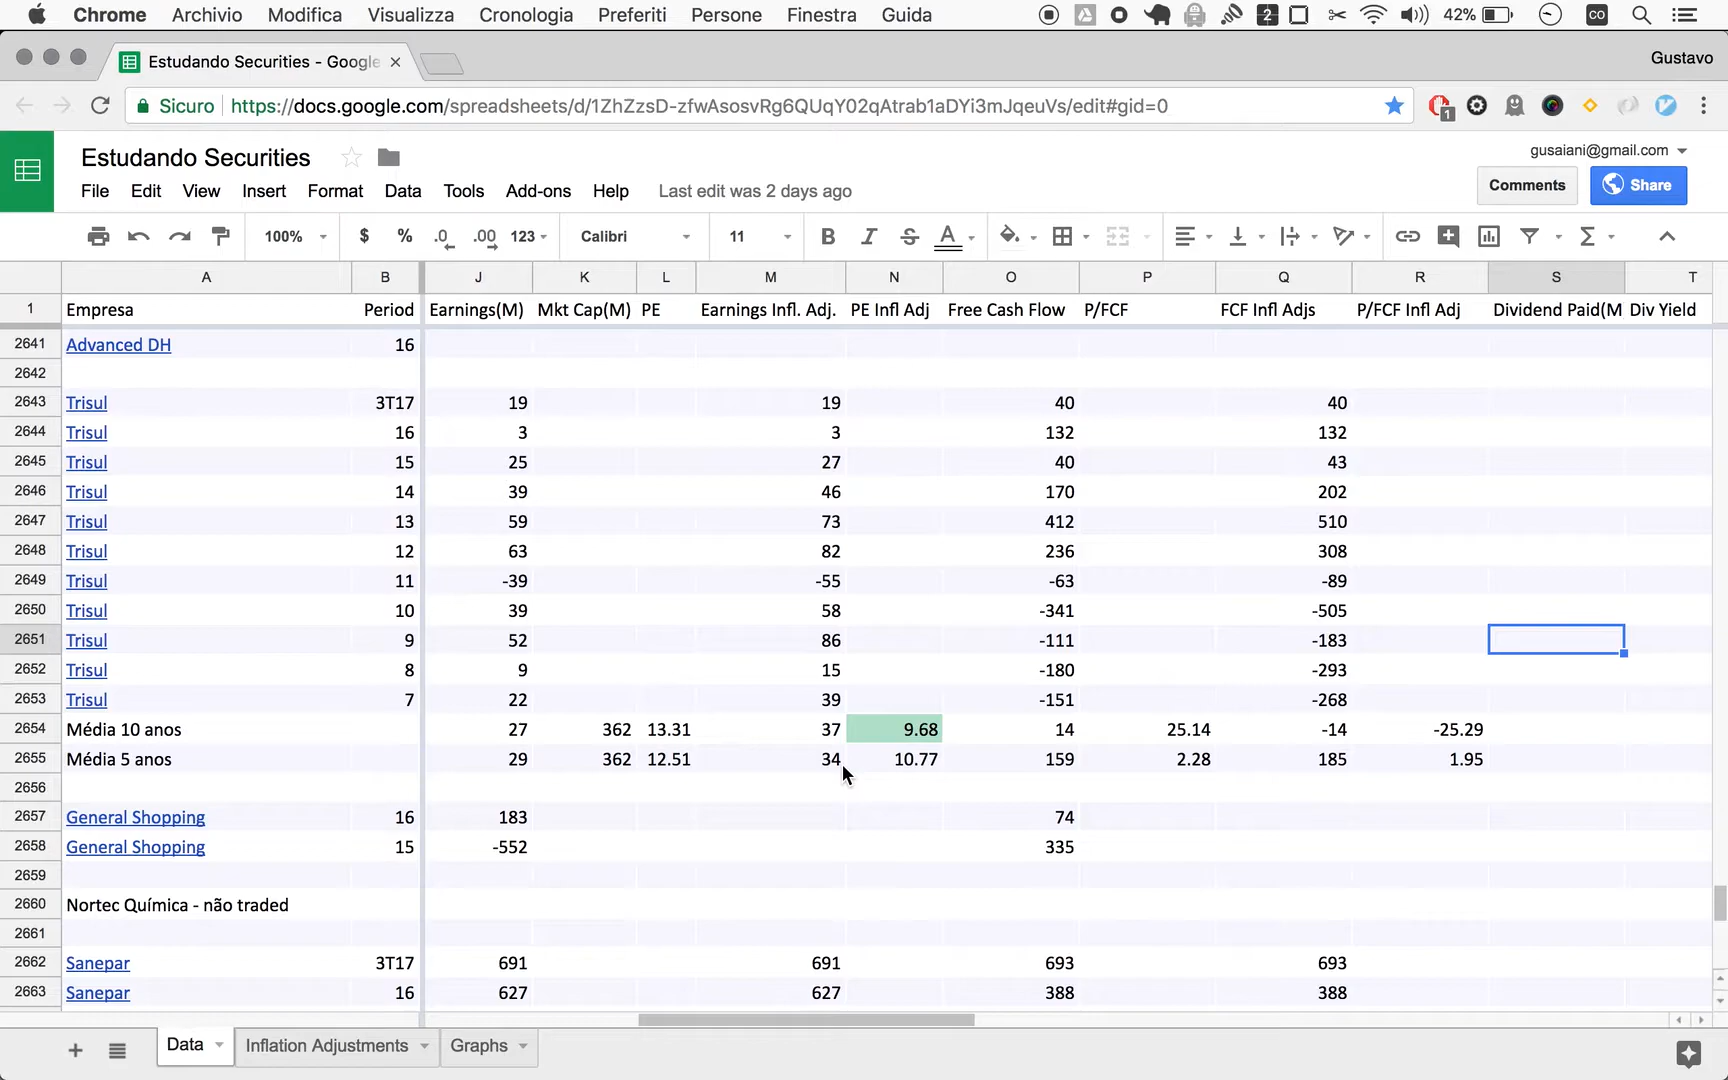 Chrome Archivio Modifica Visualizza Cronologia Preferiti Persone Finestra Guida 2 42% CO
Estudando Securities - Google Gustavo
Sicuro https://docs.google.com/spreadsheets/d/1ZhZzsD-zfwAsosvRg6QUqY02qAtrab1aDYi3mJqeuVs/edit#gid=0 1
Estudando Securities gusaiani@gmail.com
File Edit View Insert Format Data Tools Add-ons Help Last edit was 2 days ago Comments Share
100% $ % .0 .00 123 Calibri 11 B I S A Σ
A B J K L M N O P Q R S T
1 Empresa Period Earnings(M) Mkt Cap(M) PE Earnings Infl. Adj. PE Infl Adj Free Cash Flow P/FCF FCF Infl Adjs P/FCF Infl Adj Dividend Paid(M Div Yield
2641 Advanced DH 16
2642
2643 Trisul 3T17 19 19 40 40
2644 Trisul 16 3 3 132 132
2645 Trisul 15 25 27 40 43
2646 Trisul 14 39 46 170 202
2647 Trisul 13 59 73 412 510
2648 Trisul 12 63 82 236 308
2649 Trisul 11 -39 -55 -63 -89
2650 Trisul 10 39 58 -341 -505
2651 Trisul 9 52 86 -111 -183
2652 Trisul 8 9 15 -180 -293
2653 Trisul 7 22 39 -151 -268
2654 Média 10 anos 27 362 13.31 37 9.68 14 25.14 -14 -25.29
2655 Média 5 anos 29 362 12.51 34 10.77 159 2.28 185 1.95
2656
2657 General Shopping 16 183 74
2658 General Shopping 15 -552 335
2659
2660 Nortec Química - não traded
2661
2662 Sanepar 3T17 691 691 693 693
2663 Sanepar 16 627 627 388 388
Data Inflation Adjustments Graphs